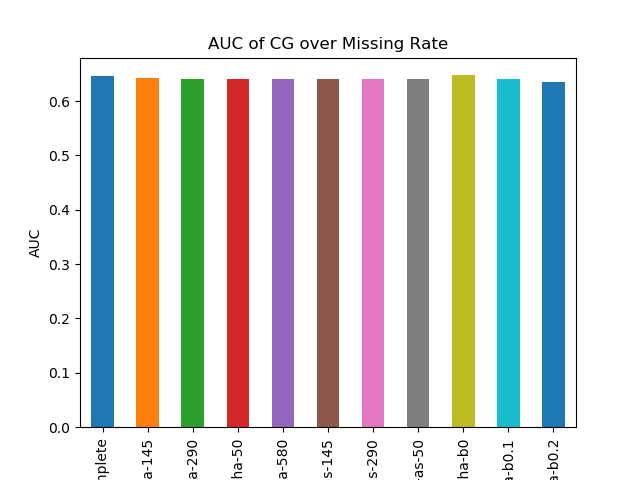 AUC of CG over Missing Rate
AUC
0.6
0.5
0.4
0.3
0.2
0.1
0.0
nplete
a-145
a-290
ha-50
a-580
s-145
s-290
-as-50
ha-b0
a-b0.1
a-b0.2